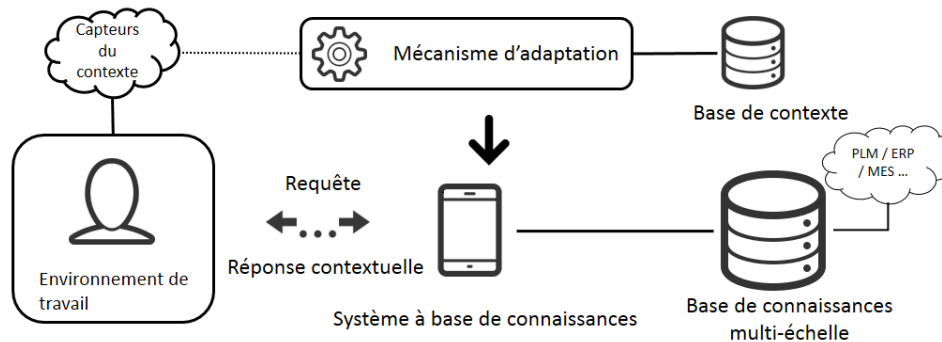 Capteurs
du
contexte
Mécanisme d'adaptation
Base de contexte
PLM / ERP
/ MES ...
Requête
Réponse contextuelle
Environnement de
travail
Système à base de connaissances
Base de connaissances
multi-échelle